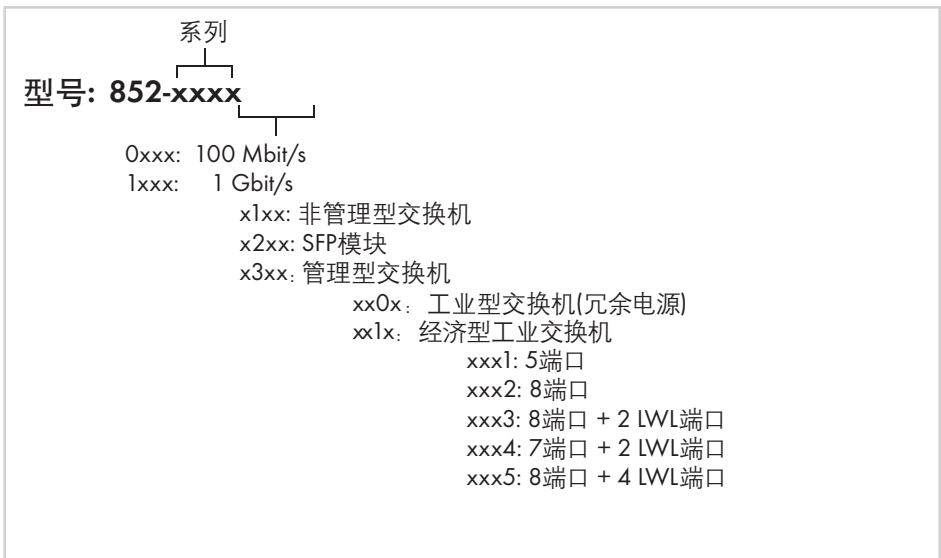 系列
型号: 852-xxxx
0xxx: 100 Mbit/s
1xxx: 1 Gbit/s
x1xx: 非管理型交换机
x2xx: SFP模块
x3xx: 管理型交换机
xx0x: 工业型交换机(冗余电源)
xx1x: 经济型工业交换机
xxx1: 5端口
xxx2: 8端口
xxx3: 8端口 + 2 LWL端口
xxx4: 7端口 + 2 LWL端口
xxx5: 8端口 + 4 LWL端口